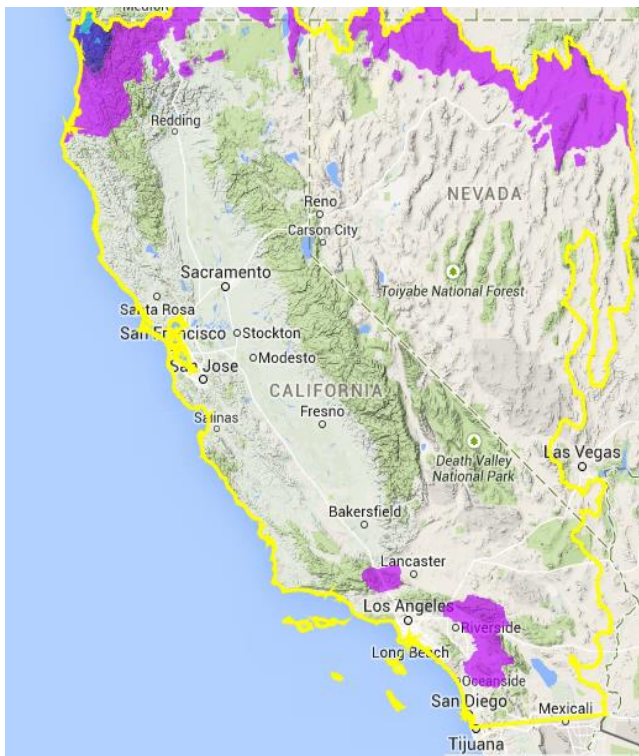 Medford
Redding
NEVADA
Reno
Carson City
Sacramento
Toiyabe National Forest
Santa Rosa
San Francisco
Stockton
Modesto
San Jose
CALIFORNIA
Salinas
Fresno
Las Vegas
Death Valley
National Park
Bakersfield
Lancaster
Los Angeles
Riverside
Long Beach
Oceanside
San Diego
Mexicali
Tijuana